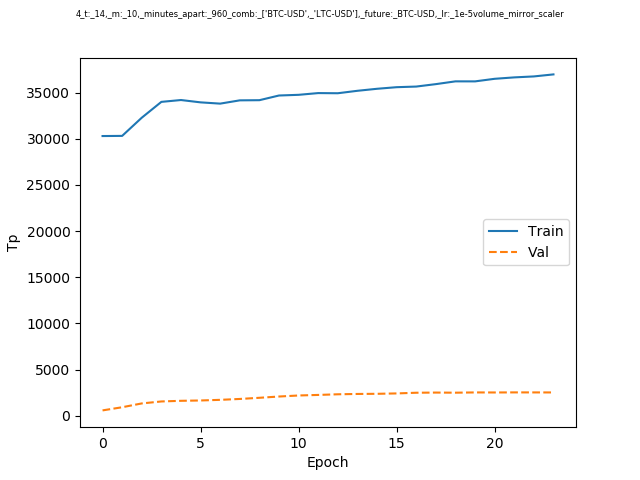 4_t:_14,_m:_10,_minutes_apart:_960_comb:_['BTC-USD',_'LTC-USD'],_future:_BTC-USD,_lr:_1e-5volume_mirror_scaler
35000
30000
25000
20000
15000
10000
5000
0
Tp
Train
Val
0 5 10 15 20
Epoch